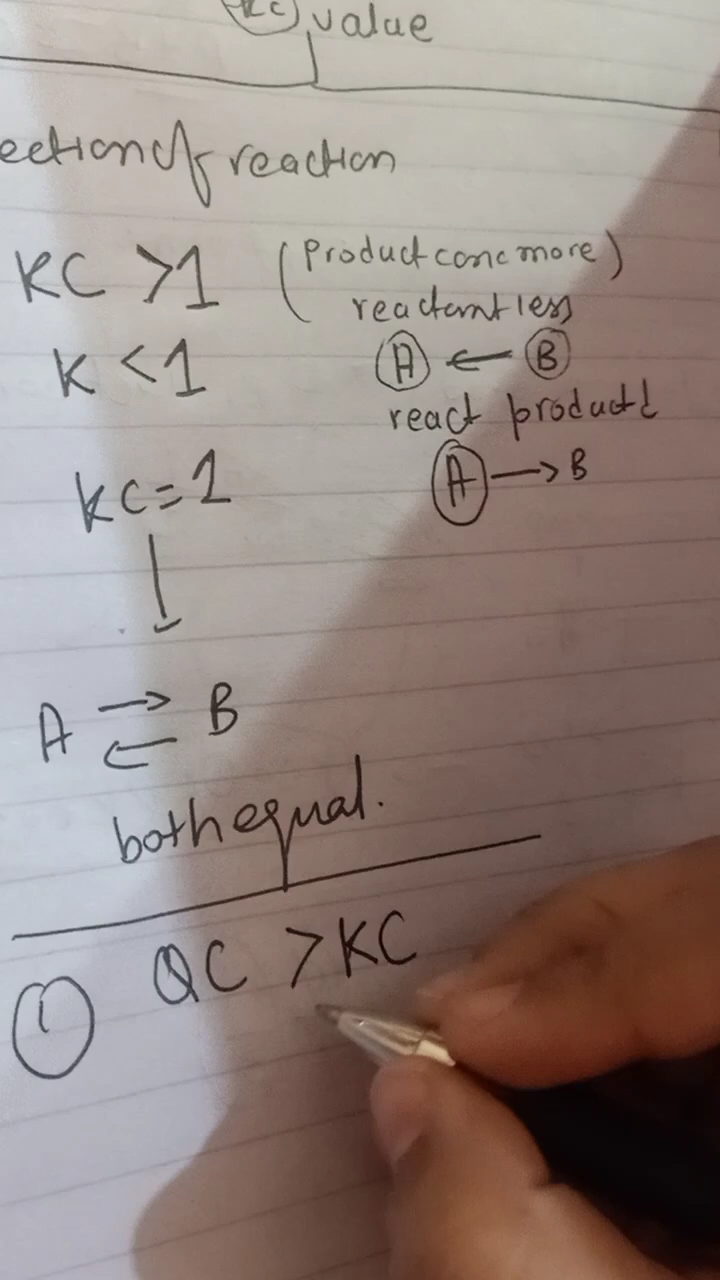 (Kc) value
ection of reaction
KC >1 (Product conc more)
reactant less
K <1 A ← B
react product↓
KC=1 A → B
A ⇄ B
both equal.
① QC >KC